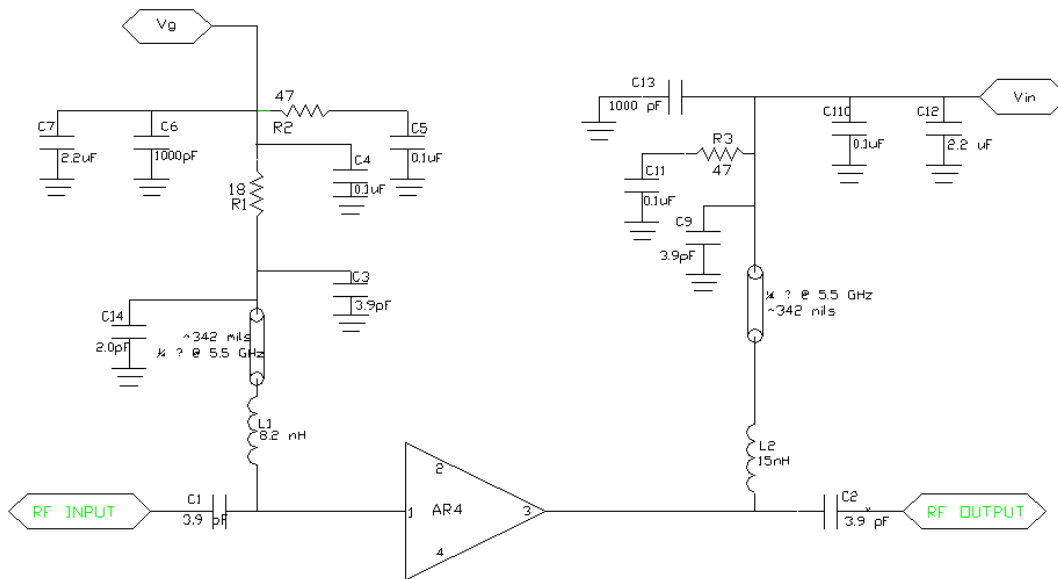 Vg
C13
1000 pF
Vin
47
R2
C7
2.2uF
C6
1000pF
C5
0.1uF
C4
0.1uF
18
R1
R3
47
C11
0.1uF
C110
0.1uF
C12
2.2 uF
C9
3.9pF
C3
3.9pF
C14
2.0pF
~342 mils
¼ ? @ 5.5 GHz
¼ ? @ 5.5 GHz
~342 mils
L1
8.2 nH
L2
15nH
RF INPUT
C1
3.9 pF
1
2
AR4
3
4
C2
3.9 pF
RF OUTPUT